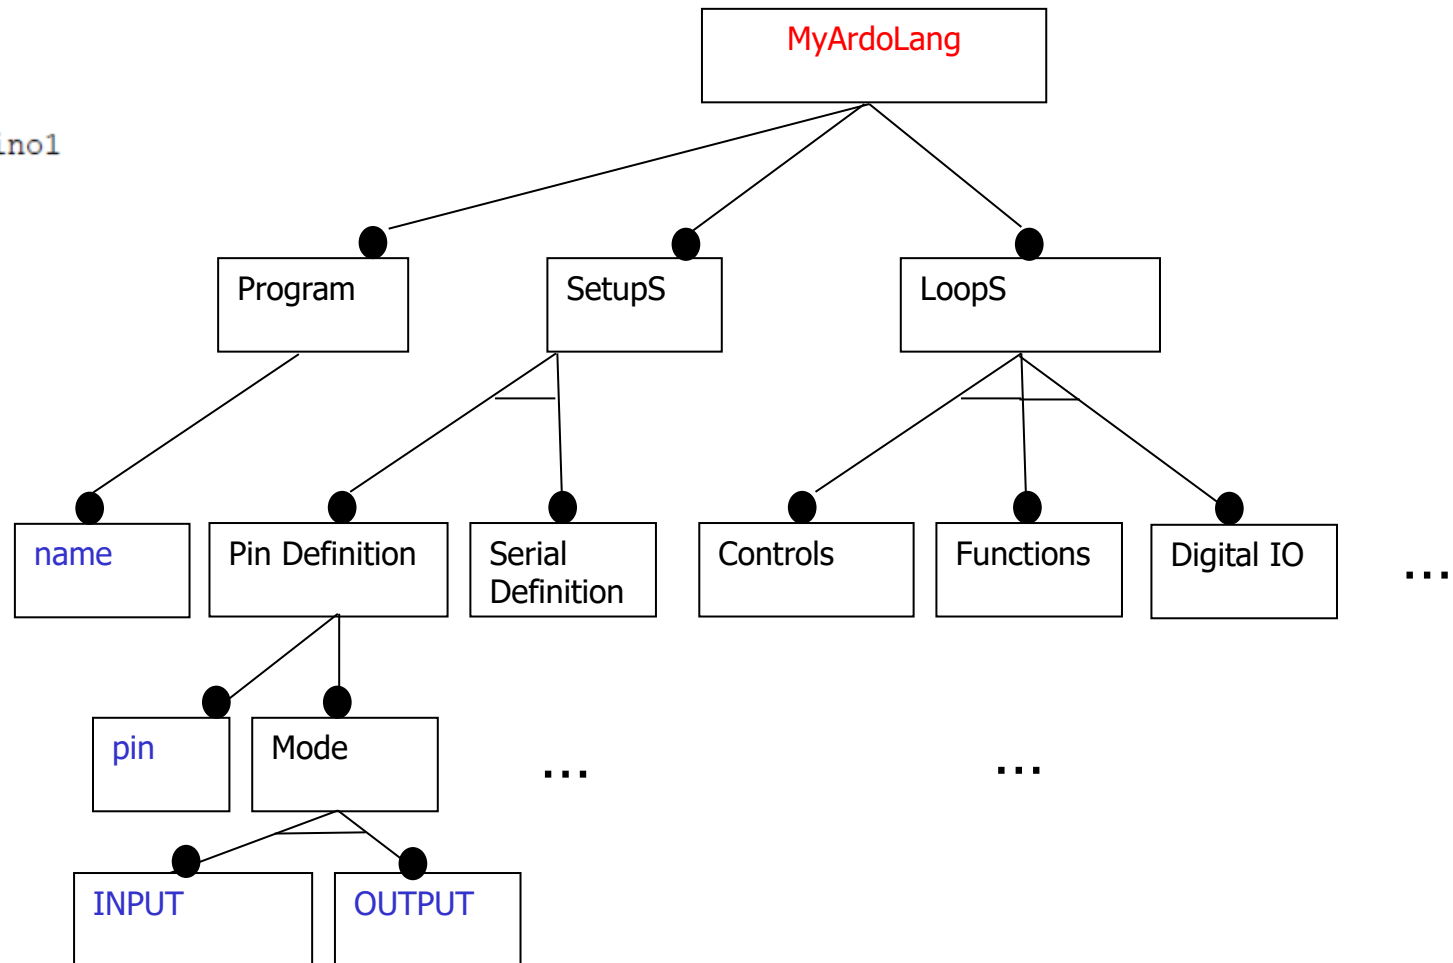 MyArdoLang
ino1
Program
SetupS
LoopS
name
Pin Definition
Serial
Definition
Controls
Functions
Digital IO
...
pin
Mode
...
...
INPUT
OUTPUT